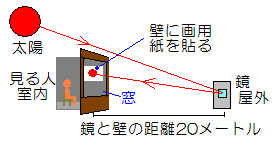 太陽
壁に画用
紙を貼る
見る人
室内
窓
鏡
屋外
鏡と壁の距離20メートル